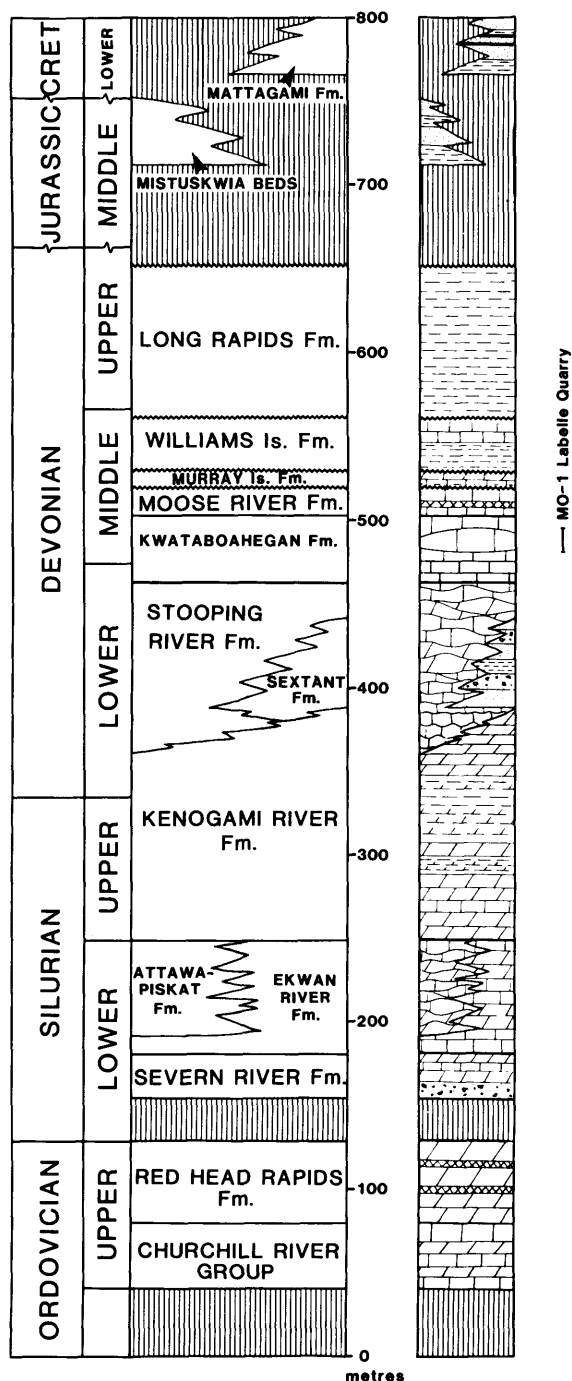 CRET
JURASSIC
DEVONIAN
SILURIAN
ORDOVICIAN
LOWER
MIDDLE
UPPER
MIDDLE
LOWER
UPPER
LOWER
UPPER
MATTAGAMI Fm.
MISTUSKWIA BEDS
LONG RAPIDS Fm.
WILLIAMS Is. Fm.
MURRAY Is. Fm.
MOOSE RIVER Fm.
KWATABOAHEGAN Fm.
STOOPING
RIVER Fm.
SEXTANT
Fm.
KENOGAMI RIVER
Fm.
ATTAWA-
PISKAT
Fm.
EKWAN
RIVER
Fm.
SEVERN RIVER Fm.
RED HEAD RAPIDS
Fm.
CHURCHILL RIVER
GROUP
800
700
600
500
400
300
200
100
0
metres
MO-1 Labelle Quarry